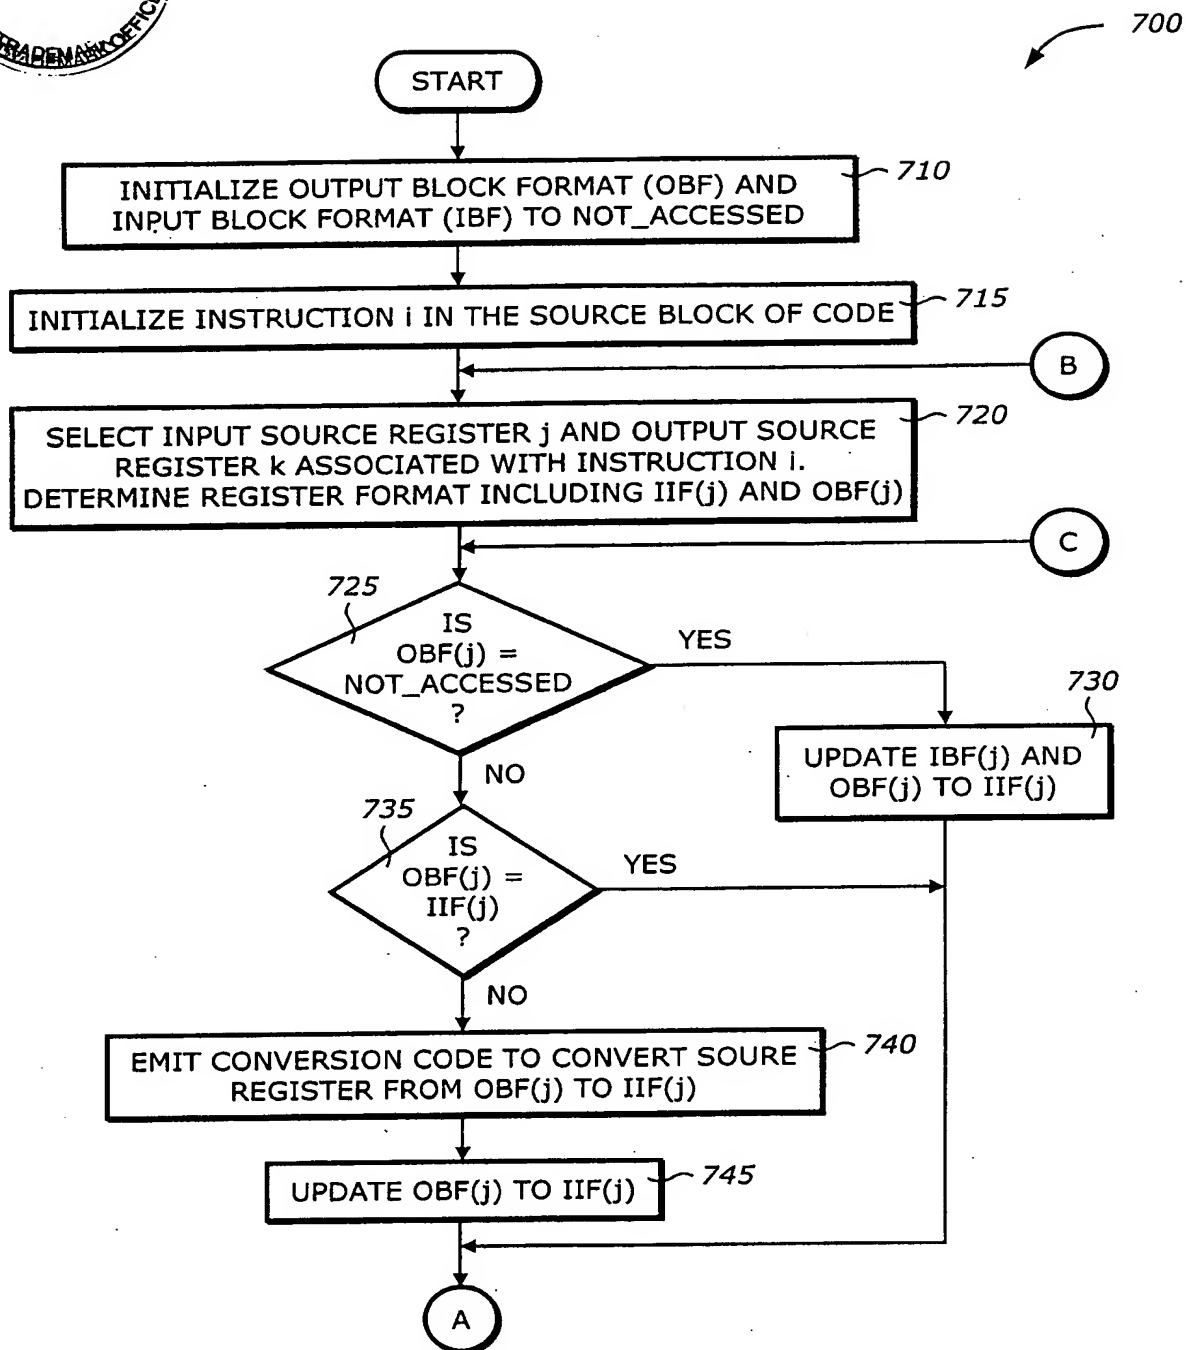 TRADEMARK OFFICE
700
START
INITIALIZE OUTPUT BLOCK FORMAT (OBF) AND
INPUT BLOCK FORMAT (IBF) TO NOT_ACCESSED
710
INITIALIZE INSTRUCTION i IN THE SOURCE BLOCK OF CODE
715
B
SELECT INPUT SOURCE REGISTER j AND OUTPUT SOURCE
REGISTER k ASSOCIATED WITH INSTRUCTION i.
DETERMINE REGISTER FORMAT INCLUDING IIF(j) AND OBF(j)
720
C
725
IS
OBF(j) =
NOT_ACCESSED
?
YES
NO
730
UPDATE IBF(j) AND
OBF(j) TO IIF(j)
735
IS
OBF(j) =
IIF(j)
?
YES
NO
EMIT CONVERSION CODE TO CONVERT SOURE
REGISTER FROM OBF(j) TO IIF(j)
740
UPDATE OBF(j) TO IIF(j)
745
A